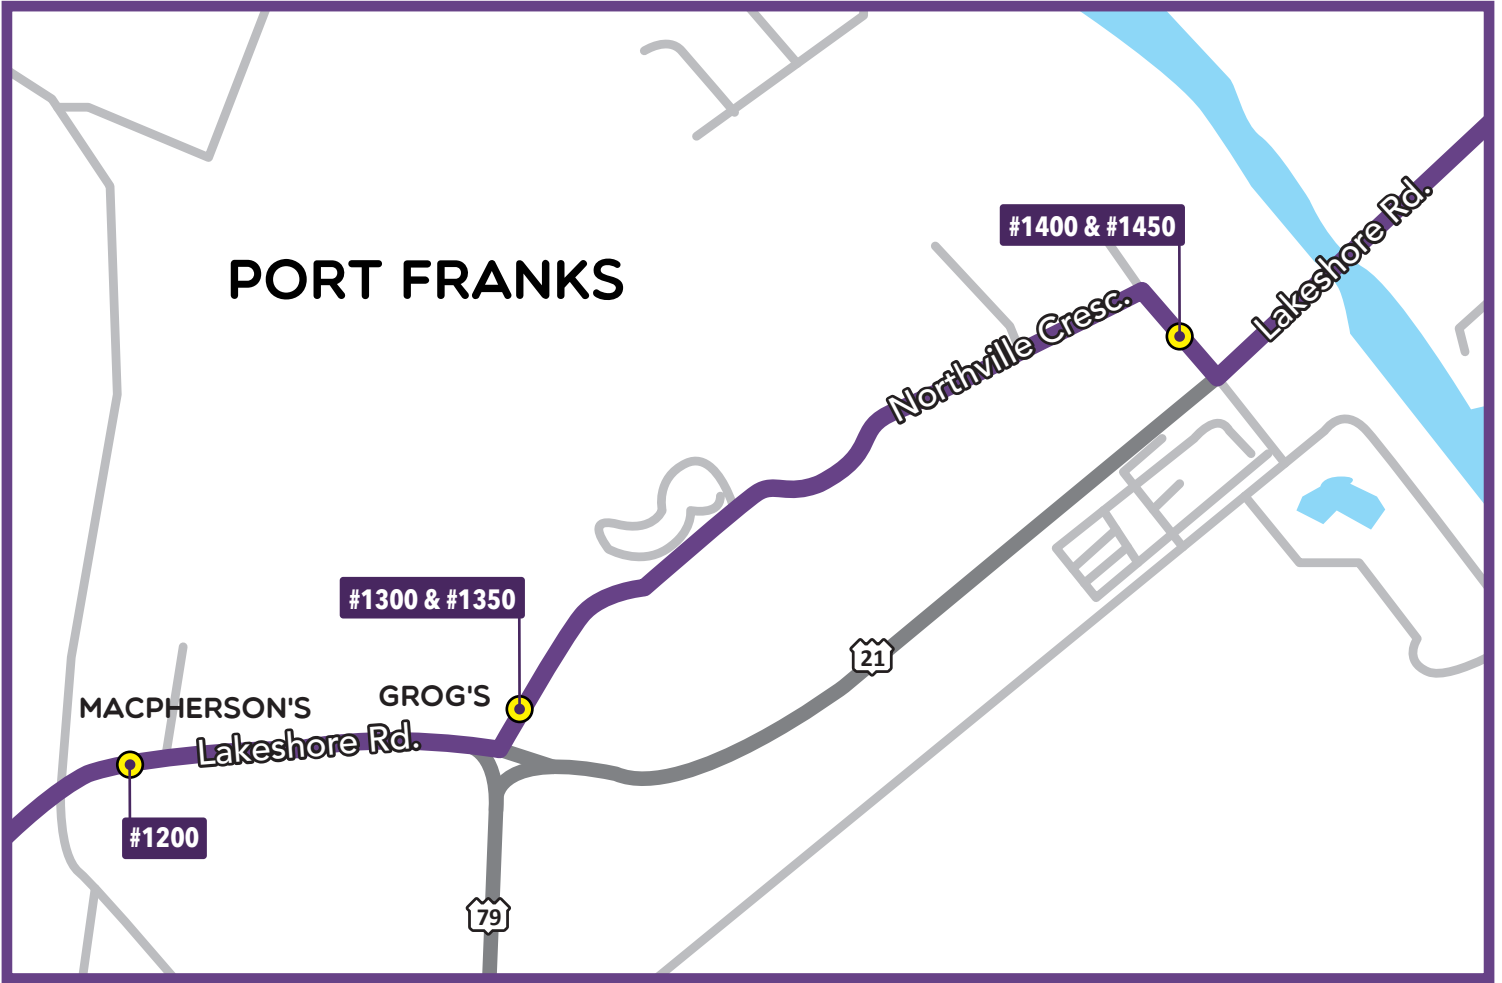 #1400 & #1450
Lakeshore Rd.
PORT FRANKS
Northville Cresc.
#1300 & #1350
21
GROG'S
MACPHERSON'S
Lakeshore Rd.
#1200
79